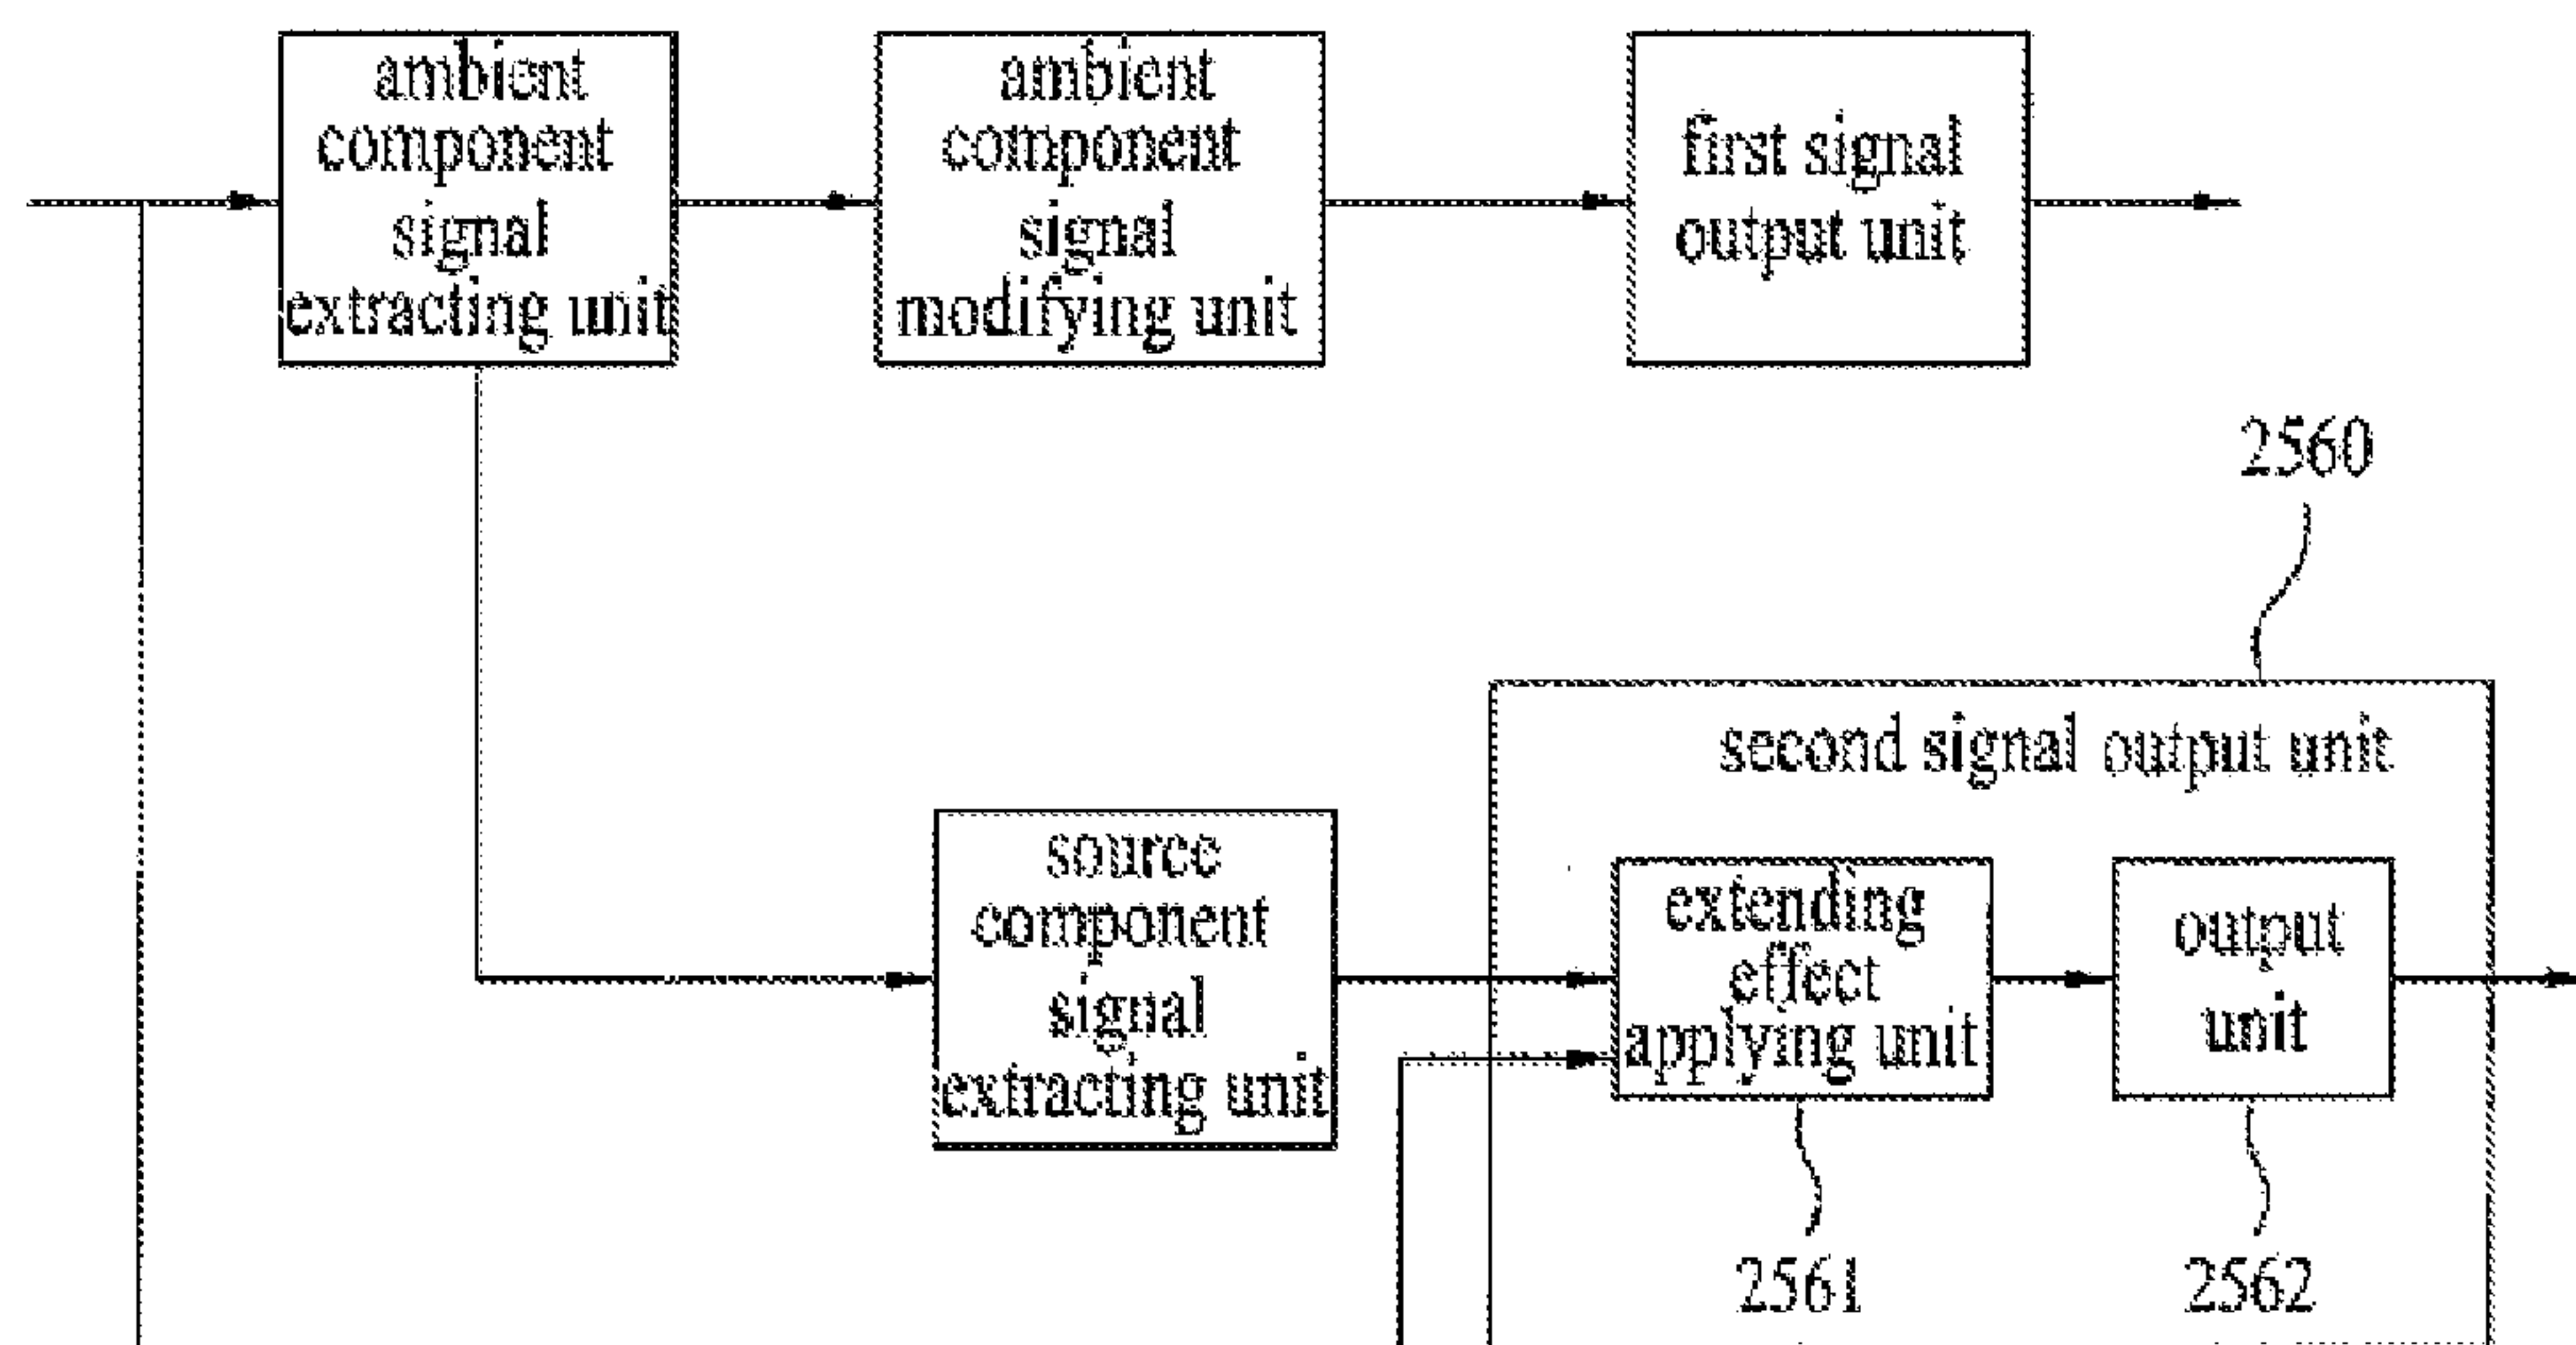 ambient
component
signal
extracting unit
ambient
component
signal
modifying unit
first signal
output unit
2560
second signal output unit
source
component
signal
extracting unit
extending
effect
applying unit
output
unit
2561
2562